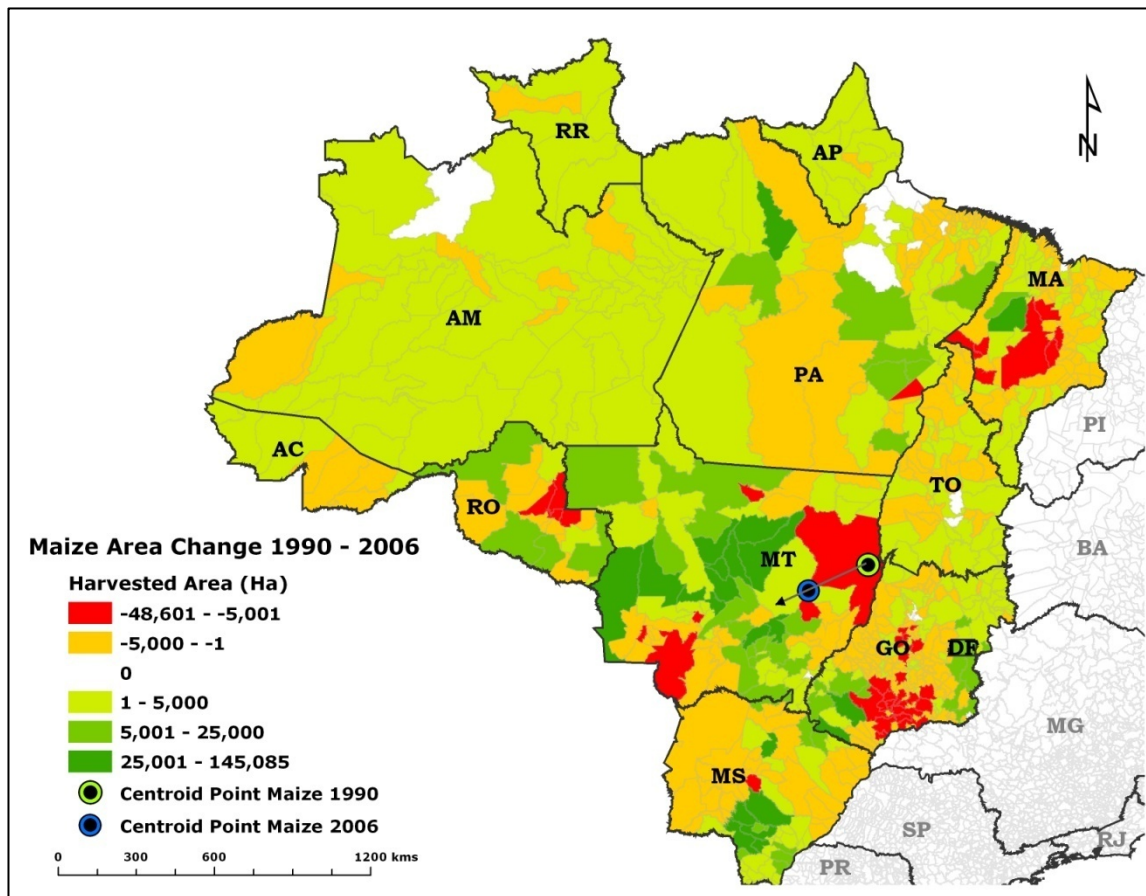 N
RR
AP
AM
MA
PA
PI
AC
TO
RO
BA
MT
GO
DF
MG
MS
SP
RJ
PR
Maize Area Change 1990 - 2006
Harvested Area (Ha)
-48,601 - -5,001
-5,000 - -1
0
1 - 5,000
5,001 - 25,000
25,001 - 145,085
Centroid Point Maize 1990
Centroid Point Maize 2006
0 300 600 1200 kms